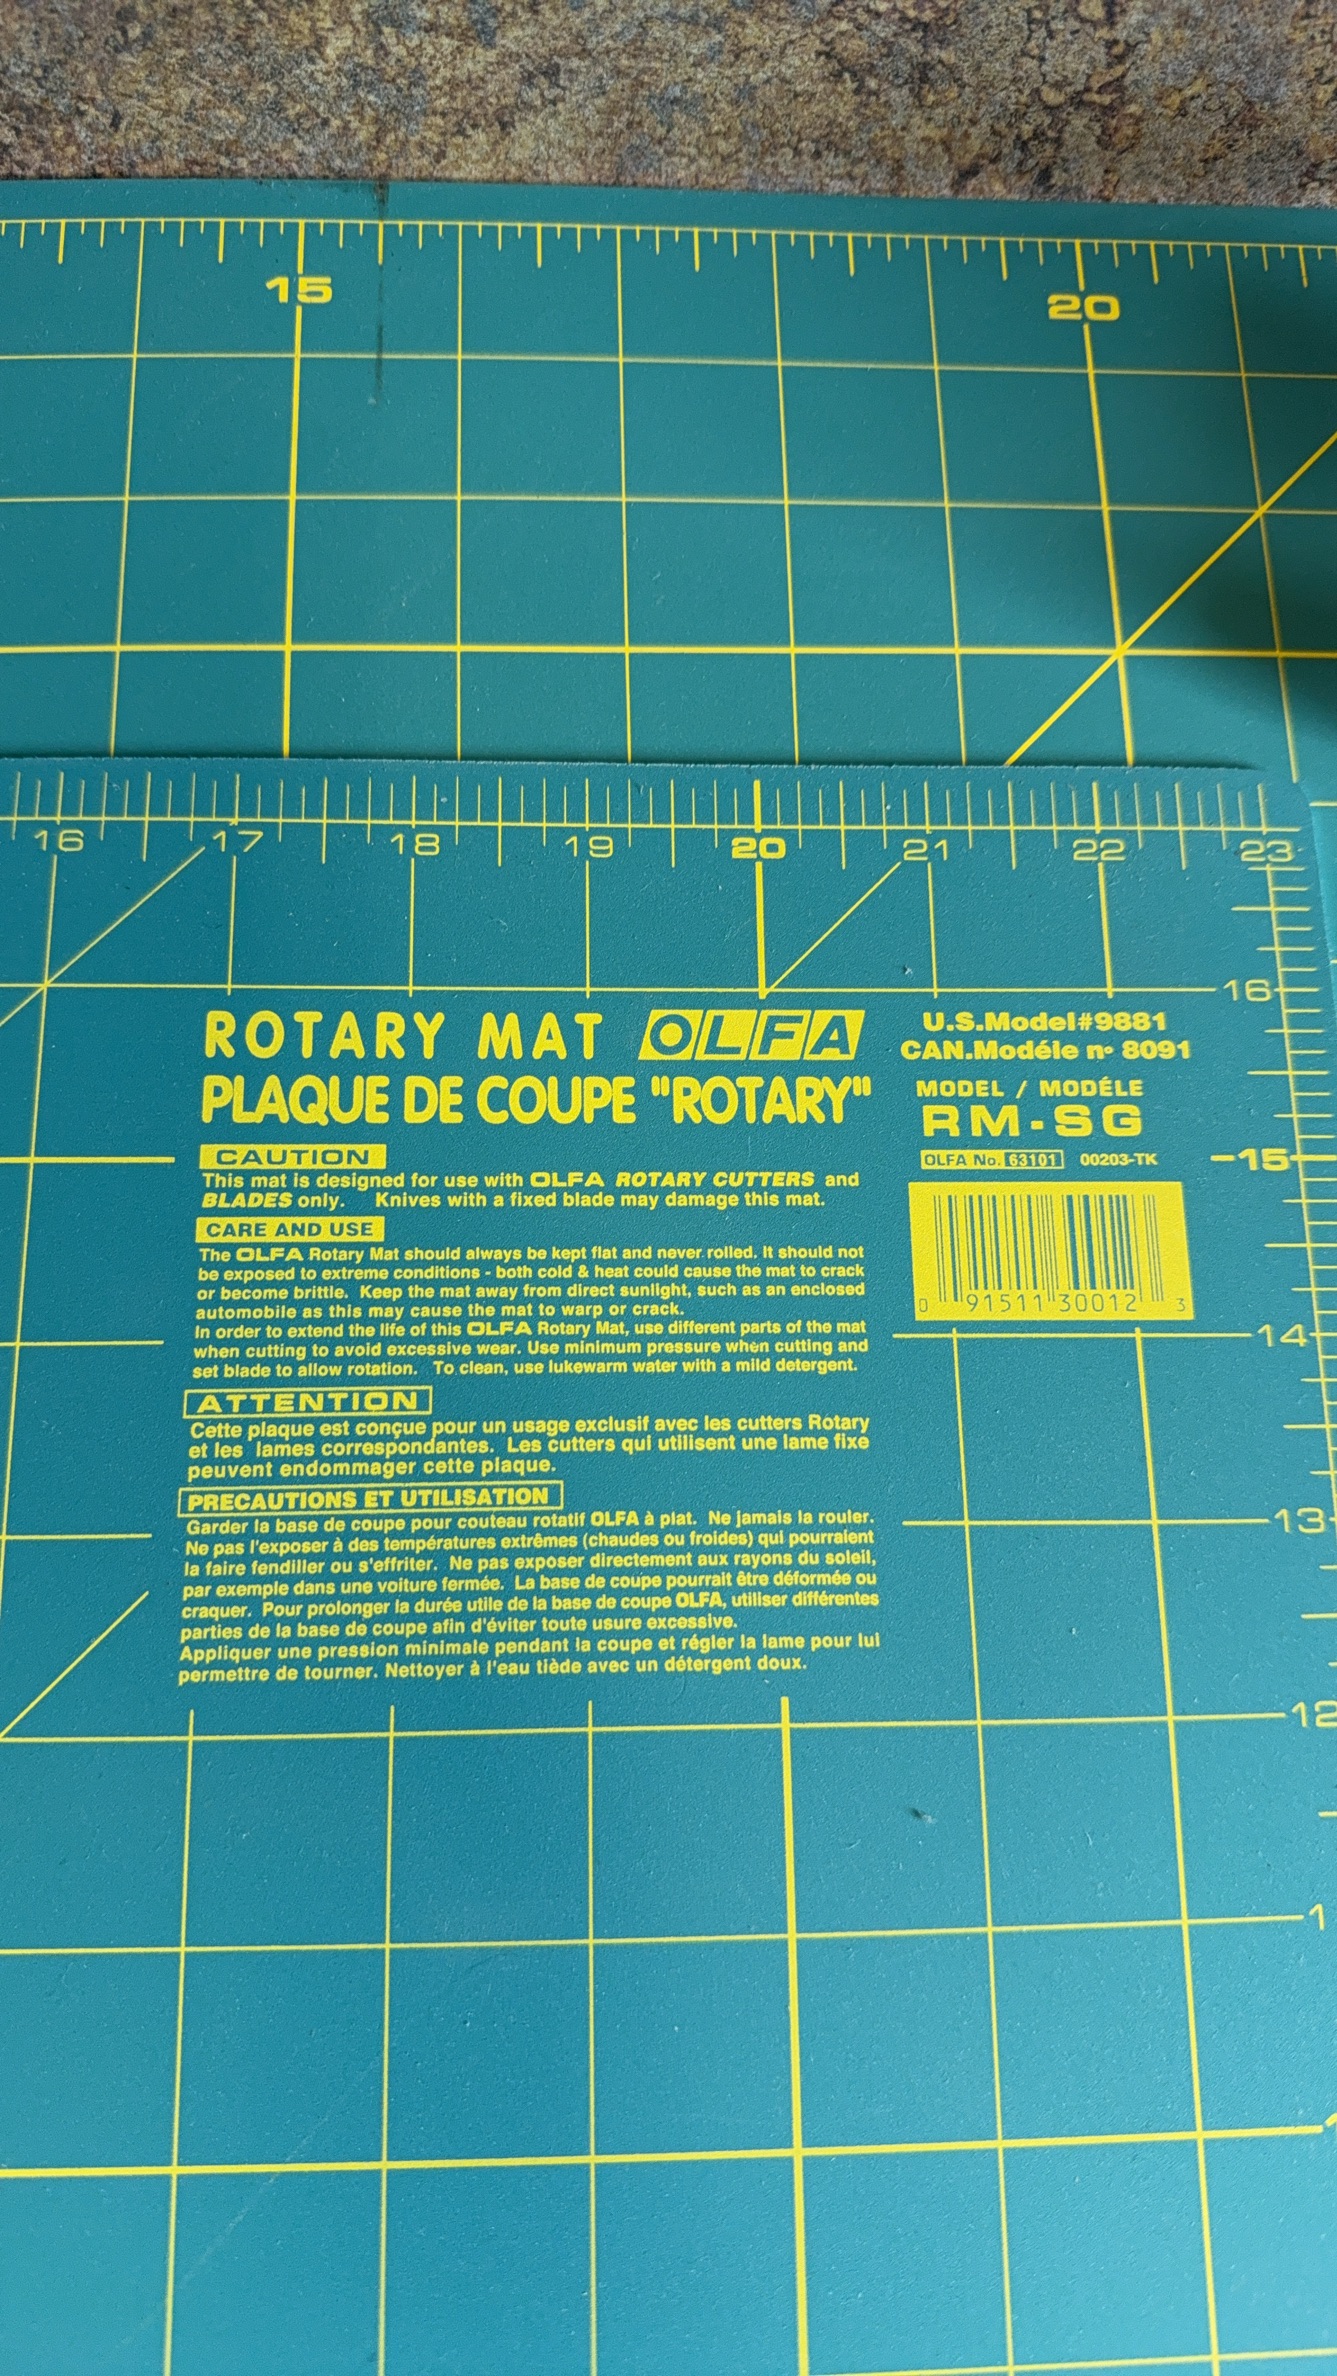 15
20
16 17 18 19 20 21 22 23
16
ROTARY MAT OLFA
PLAQUE DE COUPE "ROTARY"
U.S.Model#9881
CAN.Modéle nº 8091
MODEL / MODÉLE
RM-SG
OLFA No. 63101 00203-TK
0 91511 30012 3
CAUTION
This mat is designed for use with OLFA ROTARY CUTTERS and
BLADES only. Knives with a fixed blade may damage this mat.
CARE AND USE
The OLFA Rotary Mat should always be kept flat and never rolled. It should not
be exposed to extreme conditions - both cold & heat could cause the mat to crack
or become brittle. Keep the mat away from direct sunlight, such as an enclosed
automobile as this may cause the mat to warp or crack.
In order to extend the life of this OLFA Rotary Mat, use different parts of the mat
when cutting to avoid excessive wear. Use minimum pressure when cutting and
set blade to allow rotation. To clean, use lukewarm water with a mild detergent.
ATTENTION
Cette plaque est conçue pour un usage exclusif avec les cutters Rotary
et les lames correspondantes. Les cutters qui utilisent une lame fixe
peuvent endommager cette plaque.
PRECAUTIONS ET UTILISATION
Garder la base de coupe pour couteau rotatif OLFA à plat. Ne jamais la rouler.
Ne pas l'exposer à des températures extrêmes (chaudes ou froides) qui pourraient
la faire fendiller ou s'effriter. Ne pas exposer directement aux rayons du soleil,
par exemple dans une voiture fermée. La base de coupe pourrait être déformée ou
craquer. Pour prolonger la durée utile de la base de coupe OLFA, utiliser différentes
parties de la base de coupe afin d'éviter toute usure excessive.
Appliquer une pression minimale pendant la coupe et régler la lame pour lui
permettre de tourner. Nettoyer à l'eau tiède avec un détergent doux.
15
14
13
12
1